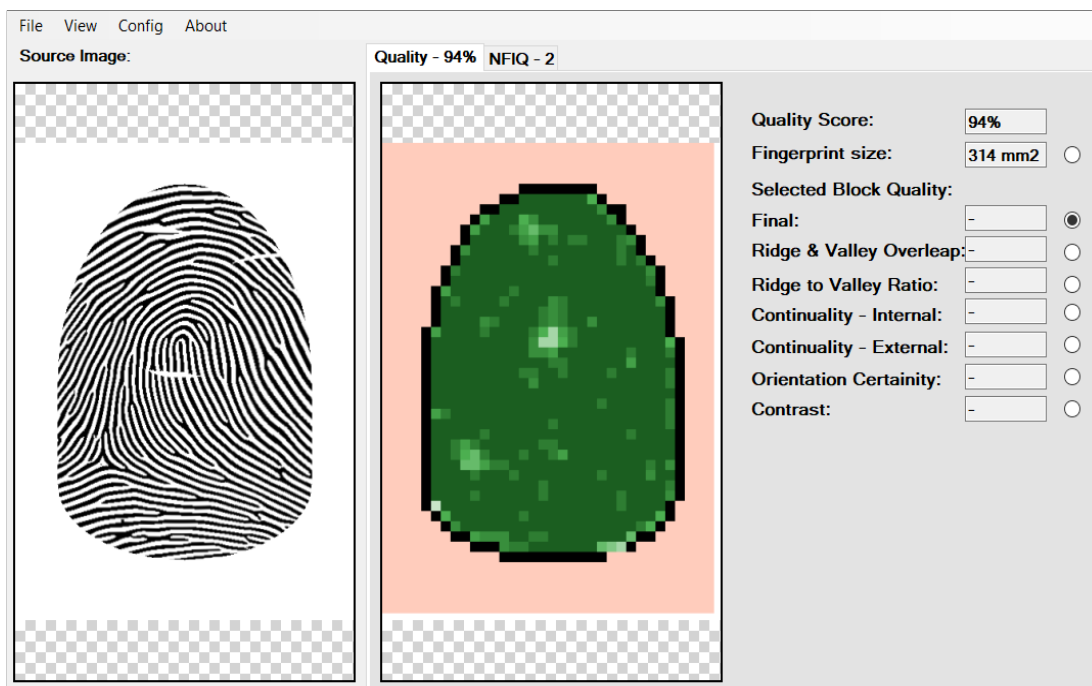 File View Config About
Source Image:
Quality - 94% NFIQ - 2
Quality Score: 94%
Fingerprint size: 314 mm2
Selected Block Quality:
Final: -
Ridge & Valley Overleap: -
Ridge to Valley Ratio: -
Continuality - Internal: -
Continuality - External: -
Orientation Certainity: -
Contrast: -